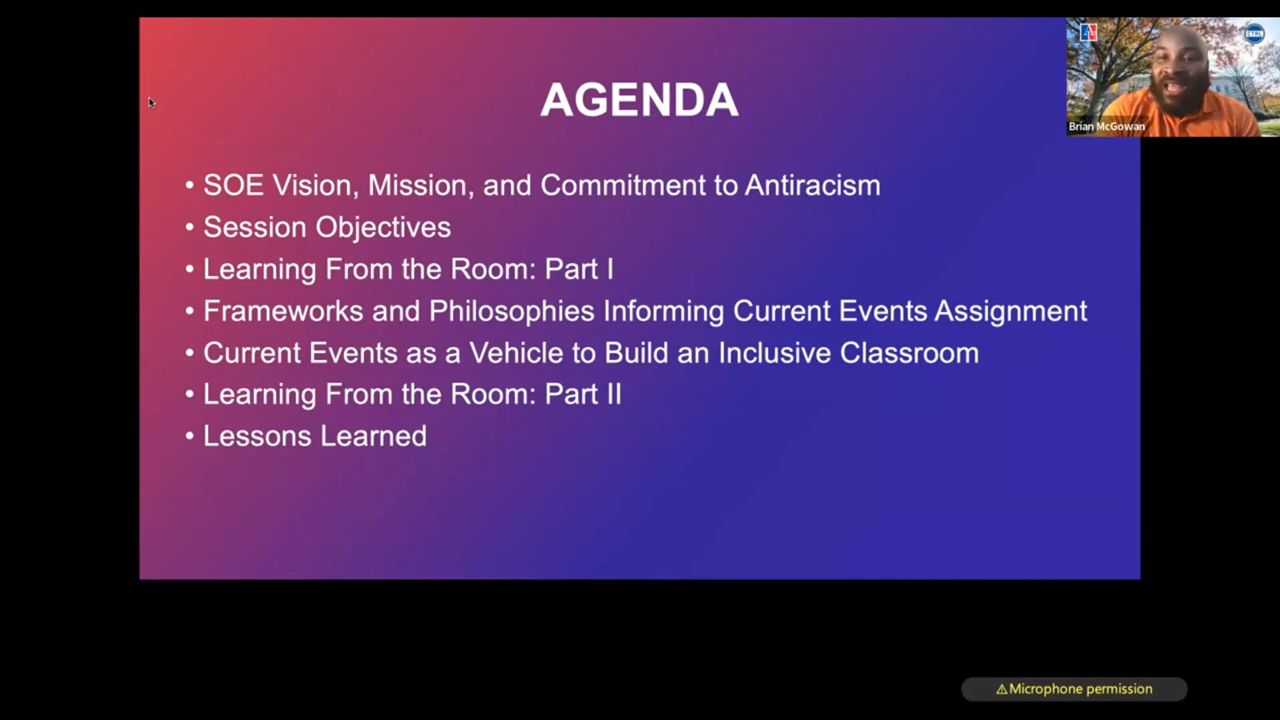 AGENDA
• SOE Vision, Mission, and Commitment to Antiracism
• Session Objectives
• Learning From the Room: Part I
• Frameworks and Philosophies Informing Current Events Assignment
• Current Events as a Vehicle to Build an Inclusive Classroom
• Learning From the Room: Part II
• Lessons Learned
CTRL
Brian McGowan
⚠Microphone permission